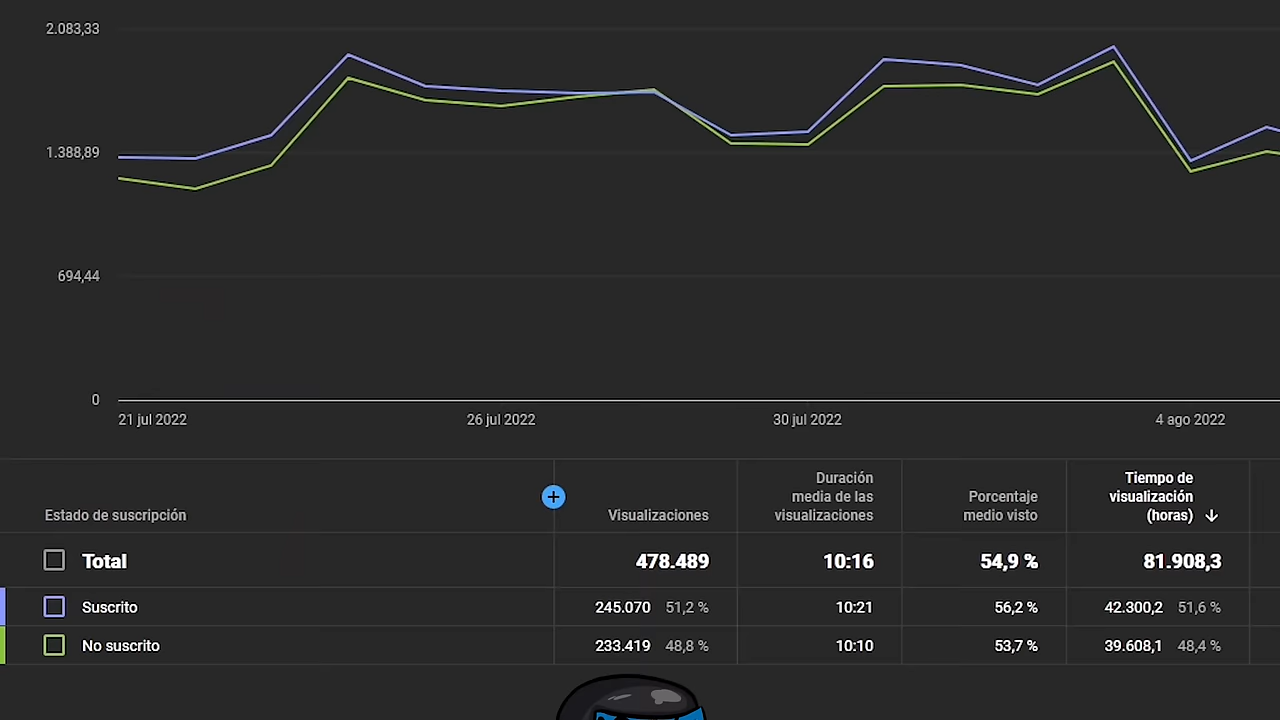 2.083,33
1.388,89
694,44
0
21 jul 2022 26 jul 2022 30 jul 2022 4 ago 2022
Estado de suscripción
Visualizaciones
Duración
media de las
visualizaciones
Porcentaje
medio visto
Tiempo de
visualización
(horas)
Total 478.489 10:16 54,9 % 81.908,3
Suscrito 245.070 51,2 % 10:21 56,2 % 42.300,2 51,6 %
No suscrito 233.419 48,8 % 10:10 53,7 % 39.608,1 48,4 %